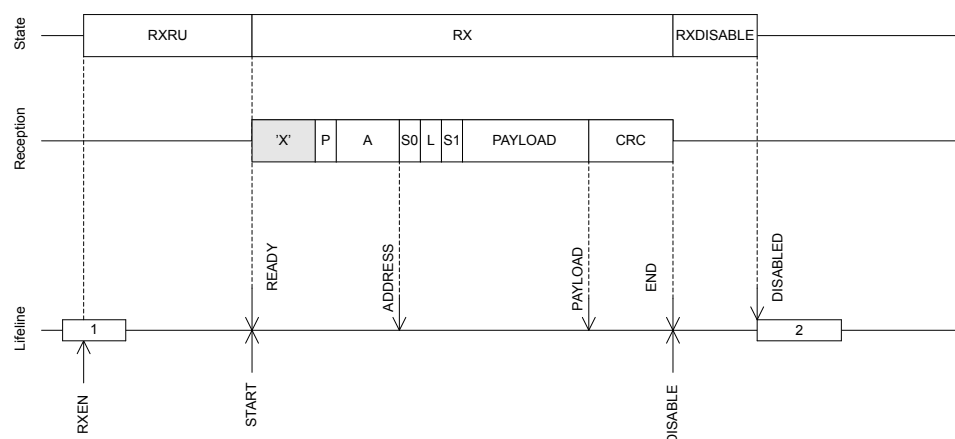 State
RXRU
RX
RXDISABLE
Reception
’X’
P
A
S0
L
S1
PAYLOAD
CRC
READY
ADDRESS
PAYLOAD
END
DISABLED
Lifeline
1
2
RXEN
START
DISABLE